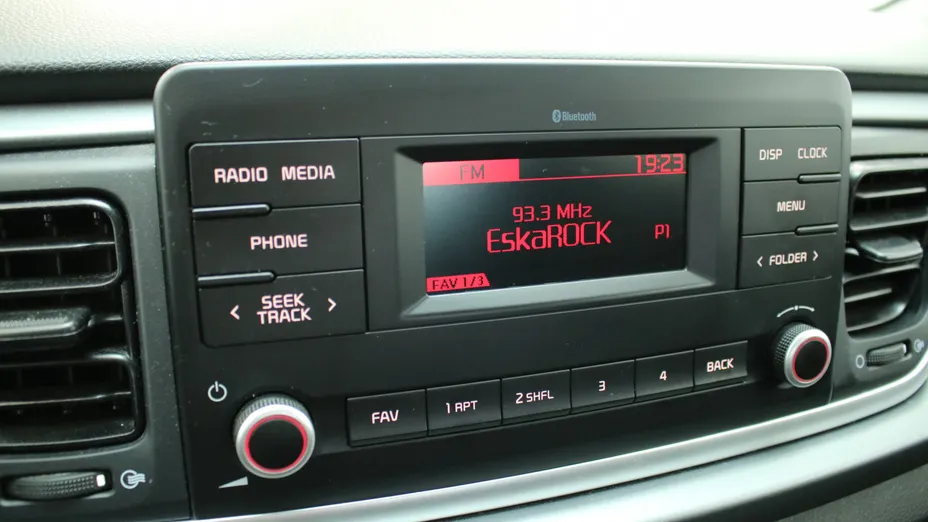 Bluetooth
RADIO MEDIA
PHONE
< SEEK >
TRACK
FM
19:23
93.3 MHz
EskaROCK P1
FAV 1/3
DISP CLOCK
MENU
< FOLDER >
FAV
1 RPT
2 SHFL
3
4
BACK